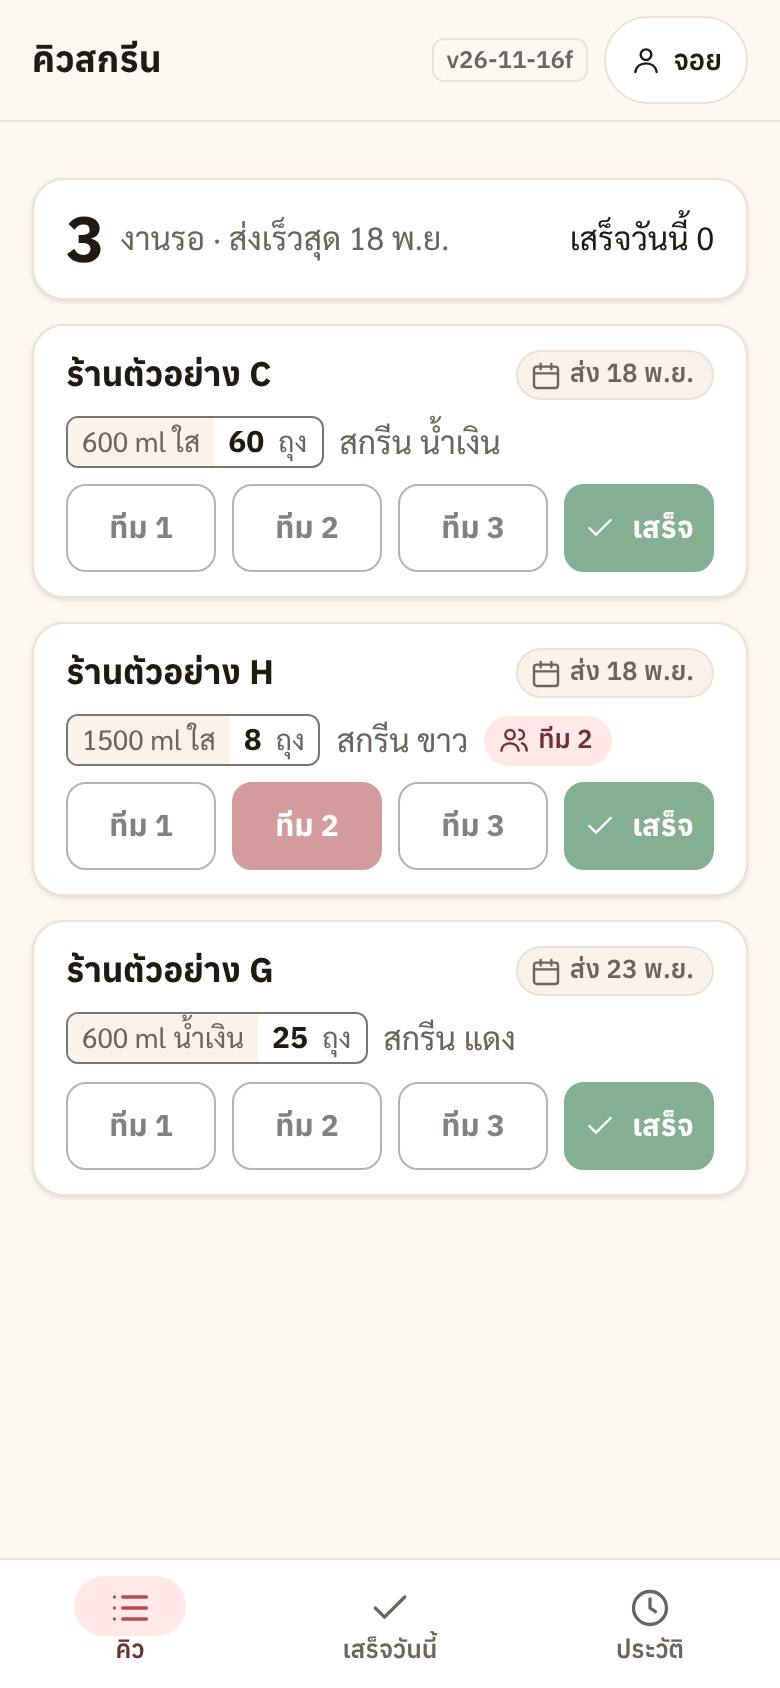 คิวสกรีน
v26-11-16f
จอย
3 งานรอ · ส่งเร็วสุด 18 พ.ย. เสร็จวันนี้ 0
ร้านตัวอย่าง C ส่ง 18 พ.ย.
600 ml ใส 60 ถุง สกรีน น้ำเงิน
ทีม 1 ทีม 2 ทีม 3 เสร็จ
ร้านตัวอย่าง H ส่ง 18 พ.ย.
1500 ml ใส 8 ถุง สกรีน ขาว ทีม 2
ทีม 1 ทีม 2 ทีม 3 เสร็จ
ร้านตัวอย่าง G ส่ง 23 พ.ย.
600 ml น้ำเงิน 25 ถุง สกรีน แดง
ทีม 1 ทีม 2 ทีม 3 เสร็จ
คิว เสร็จวันนี้ ประวัติ